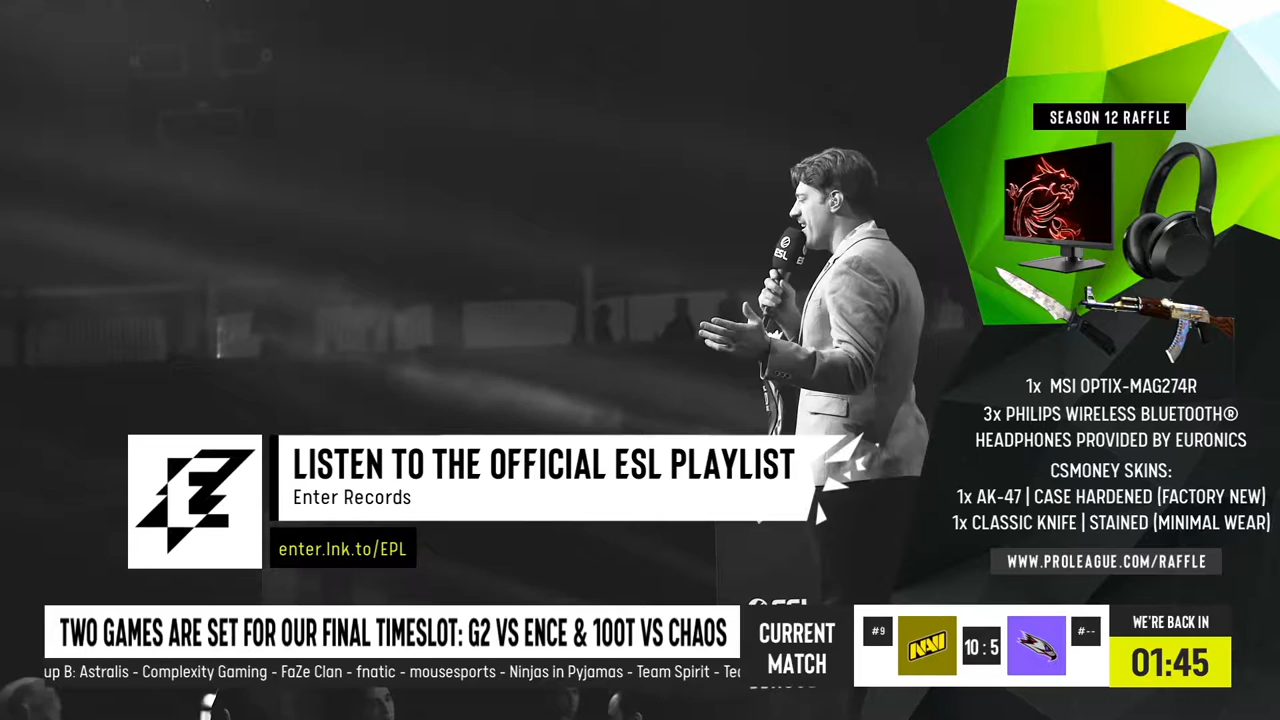 SEASON 12 RAFFLE
ESL
1x MSI OPTIX-MAG274R
3x PHILIPS WIRELESS BLUETOOTH®
HEADPHONES PROVIDED BY EURONICS
CSMONEY SKINS:
1x AK-47 | CASE HARDENED (FACTORY NEW)
1x CLASSIC KNIFE | STAINED (MINIMAL WEAR)
WWW.PROLEAGUE.COM/RAFFLE
LISTEN TO THE OFFICIAL ESL PLAYLIST
Enter Records
enter.lnk.to/EPL
TWO GAMES ARE SET FOR OUR FINAL TIMESLOT: G2 VS ENCE & 100T VS CHAOS
up B: Astralis - Complexity Gaming - FaZe Clan - fnatic - mousesports - Ninjas in Pyjamas - Team Spirit - Te
CURRENT
MATCH
#9
NAVI
10 : 5
#--
WE'RE BACK IN
01:45